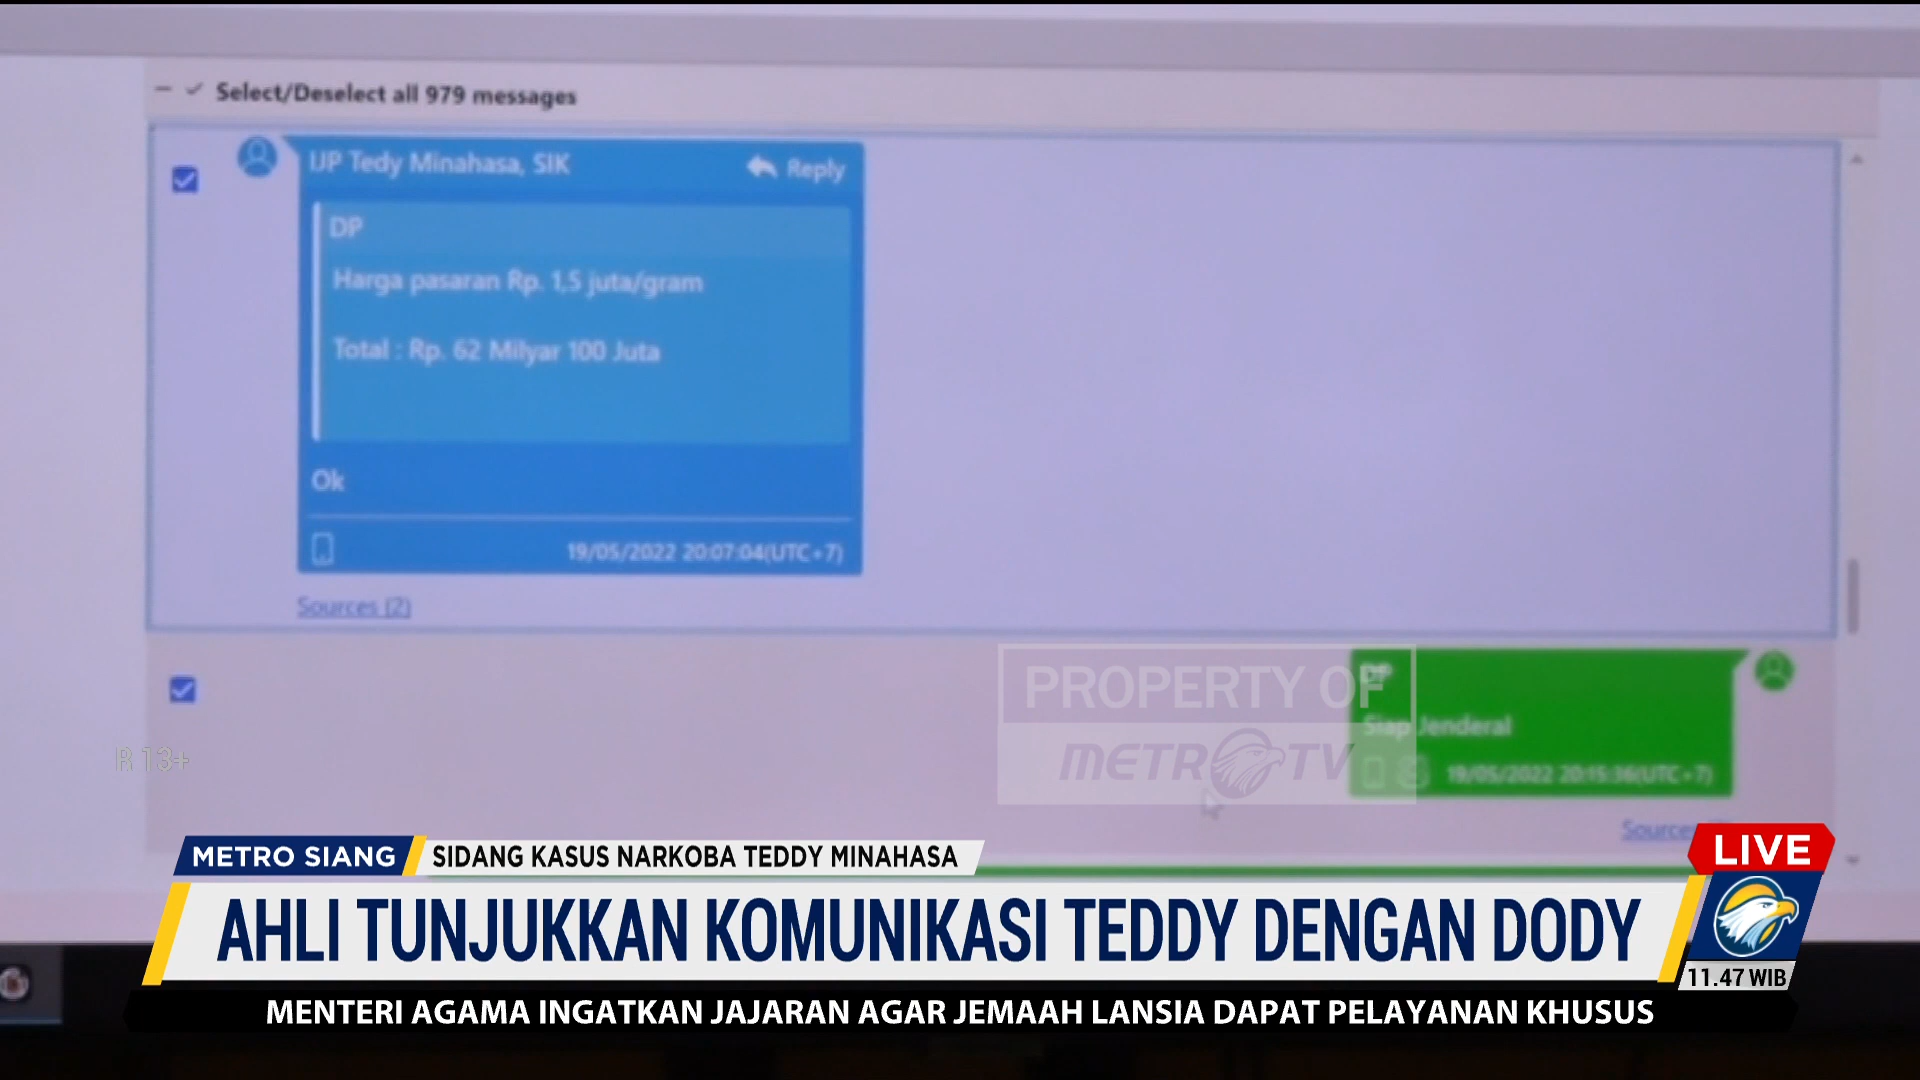 Select/Deselect all 979 messages
IJP Tedy Minahasa, SIK
Reply
DP
Harga pasaran Rp. 1,5 juta/gram
Total : Rp. 62 Milyar 100 Juta
Ok
19/05/2022 20:07:04(UTC+7)
Sources (2)
PROPERTY OF
METRO TV
DP
Siap Jenderal
19/05/2022 20:15:36(UTC+7)
Sources
R13+
METRO SIANG
SIDANG KASUS NARKOBA TEDDY MINAHASA
LIVE
AHLI TUNJUKKAN KOMUNIKASI TEDDY DENGAN DODY
11.47 WIB
MENTERI AGAMA INGATKAN JAJARAN AGAR JEMAAH LANSIA DAPAT PELAYANAN KHUSUS